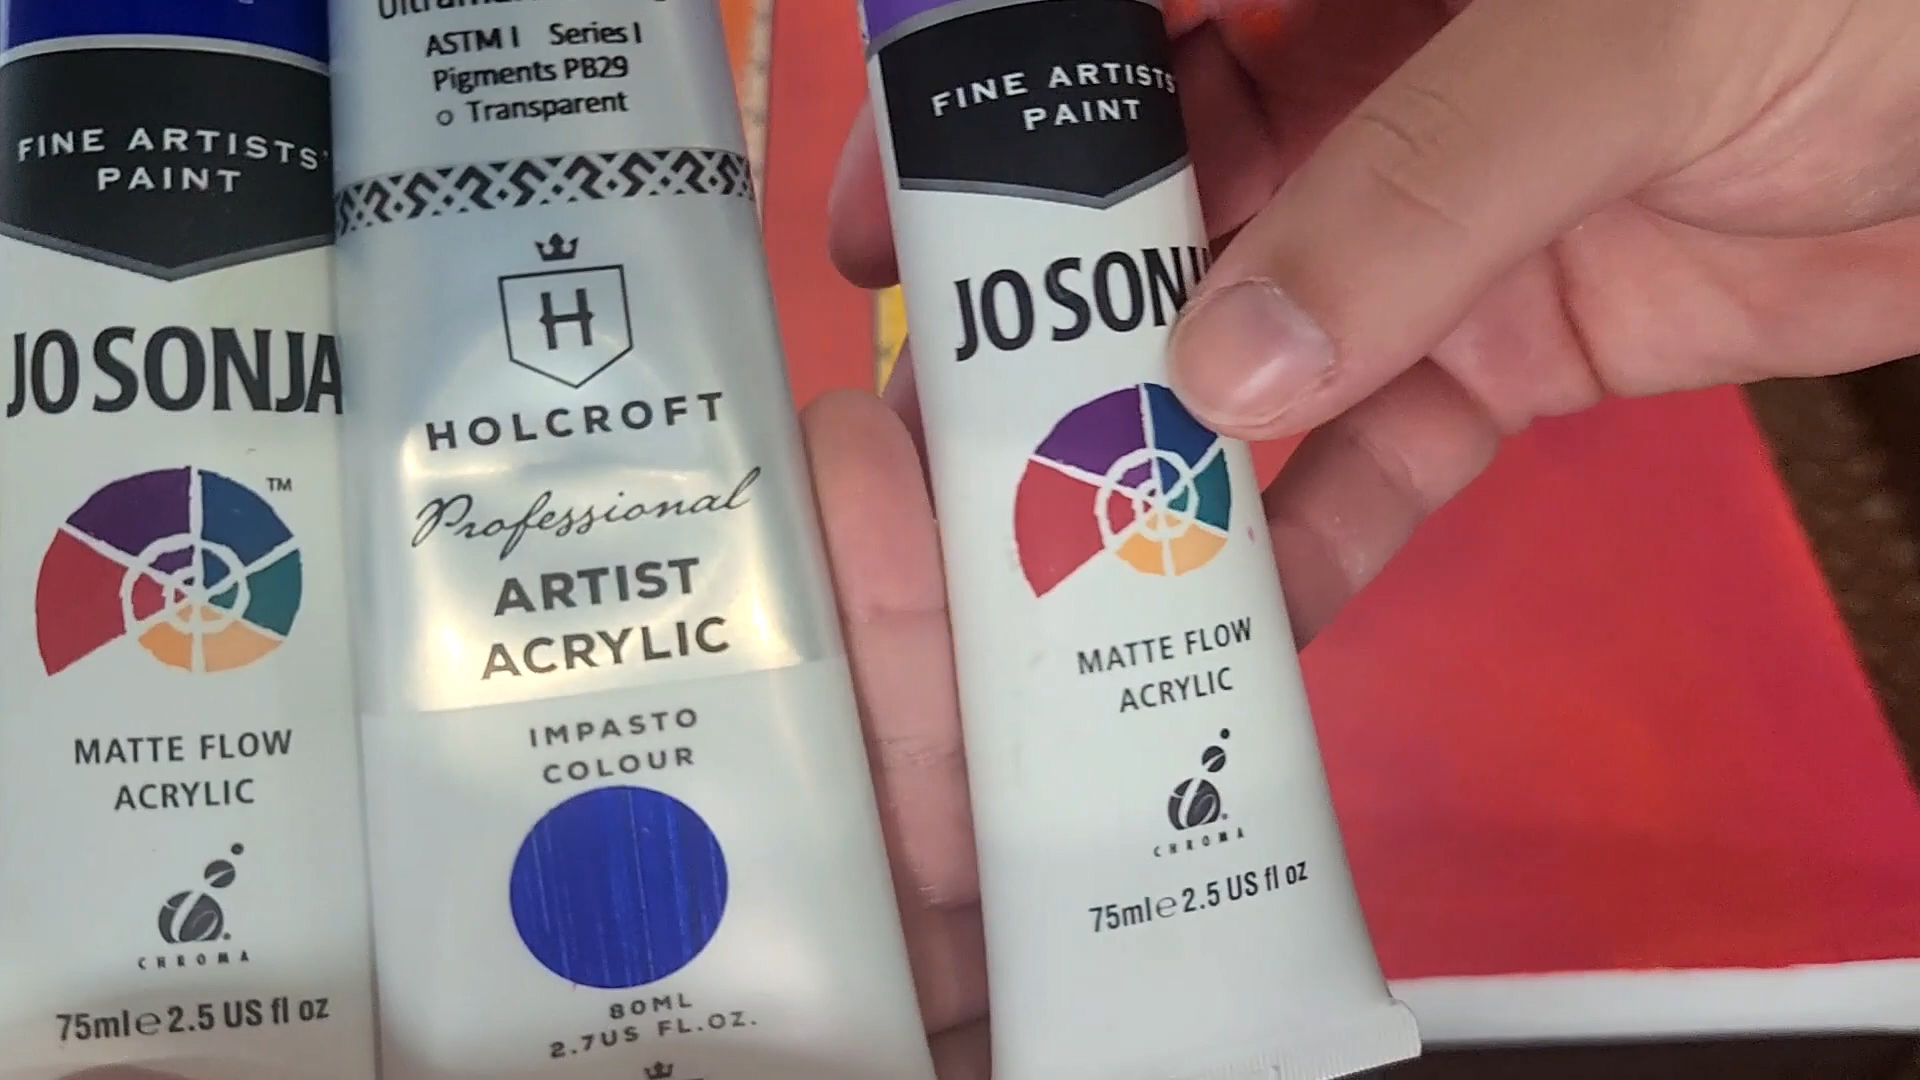 FINE ARTISTS'
PAINT
JO SONJA
TM
MATTE FLOW
ACRYLIC
CHROMA
75ml e 2.5 US fl oz
ASTM I Series I
Pigments PB29
Transparent
H
HOLCROFT
Professional
ARTIST
ACRYLIC
IMPASTO
COLOUR
80ML
2.7US FL.OZ.
FINE ARTISTS
PAINT
JO SON
MATTE FLOW
ACRYLIC
CHROMA
75ml e 2.5 US fl oz